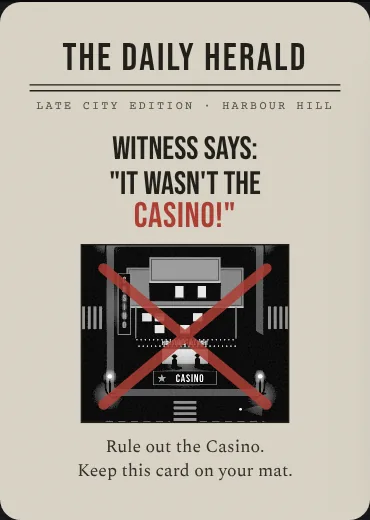 THE DAILY HERALD
LATE CITY EDITION · HARBOUR HILL
WITNESS SAYS:
"IT WASN'T THE
CASINO!"
CASINO
Rule out the Casino.
Keep this card on your mat.